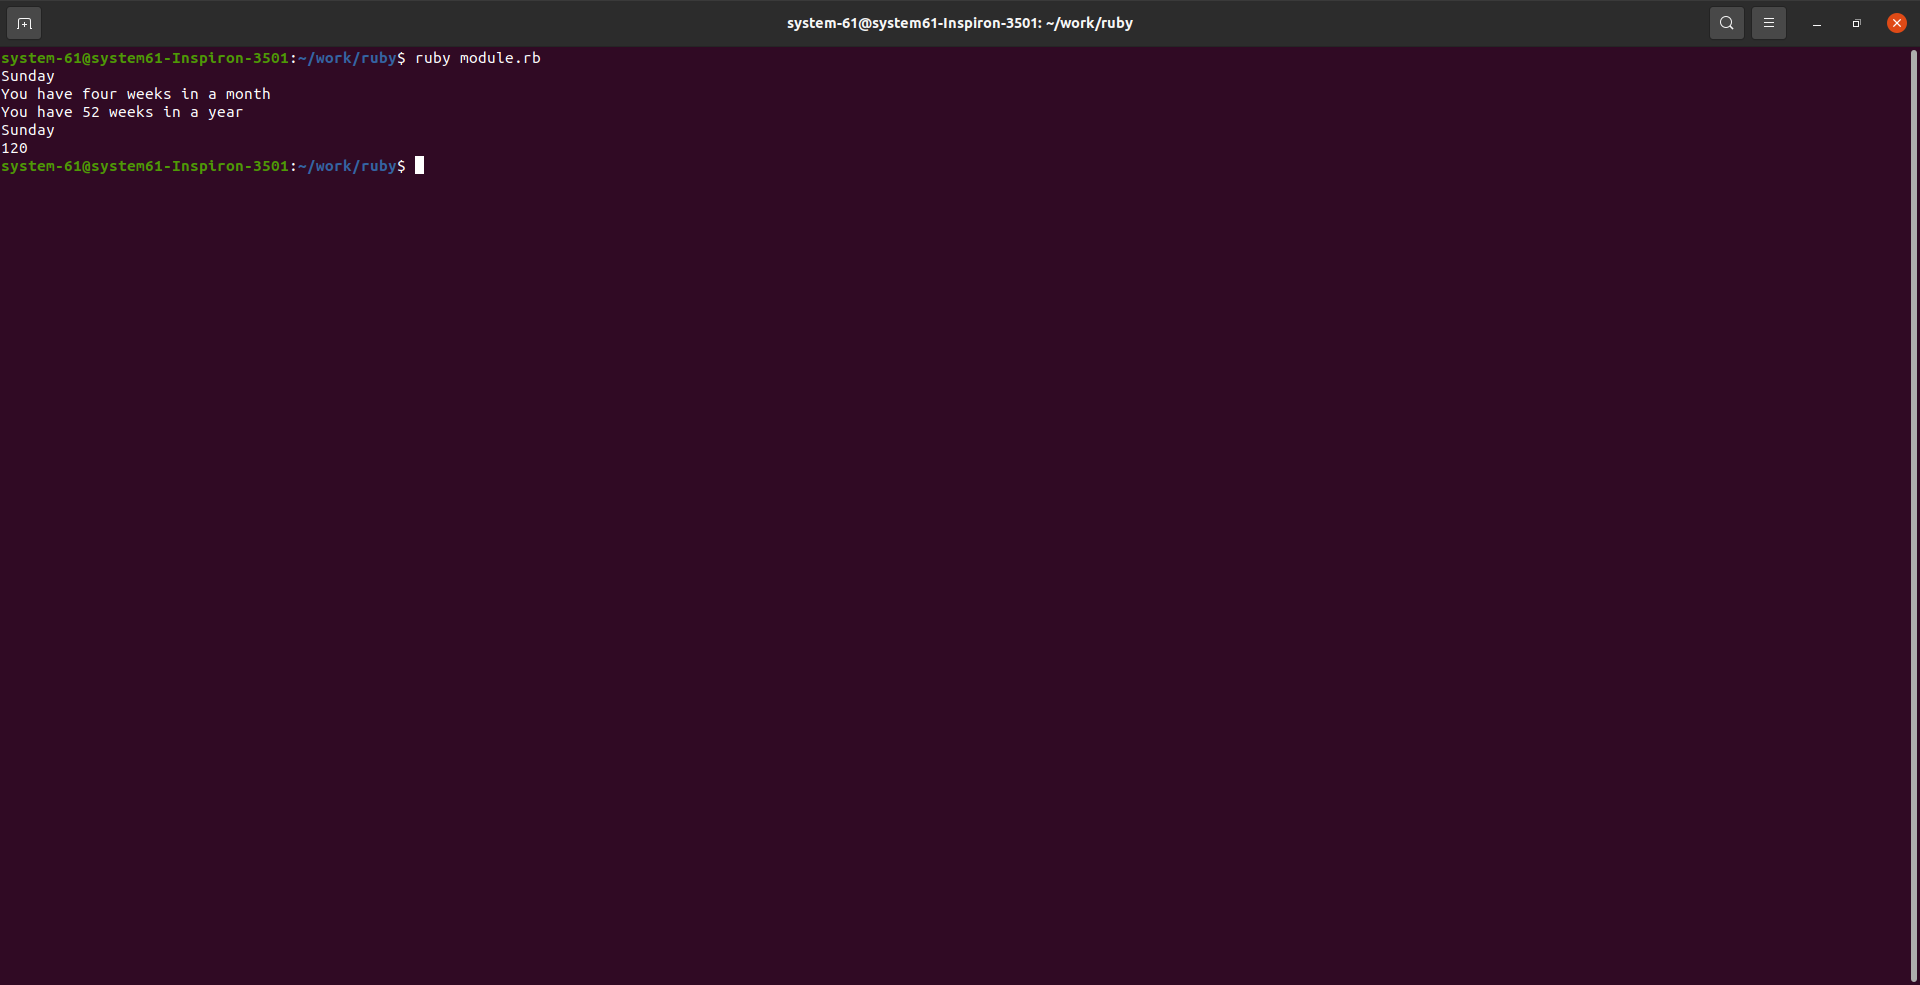 system-61@system61-Inspiron-3501: ~/work/ruby
system-61@system61-Inspiron-3501:~/work/ruby$ ruby module.rb
Sunday
You have four weeks in a month
You have 52 weeks in a year
Sunday
120
system-61@system61-Inspiron-3501:~/work/ruby$